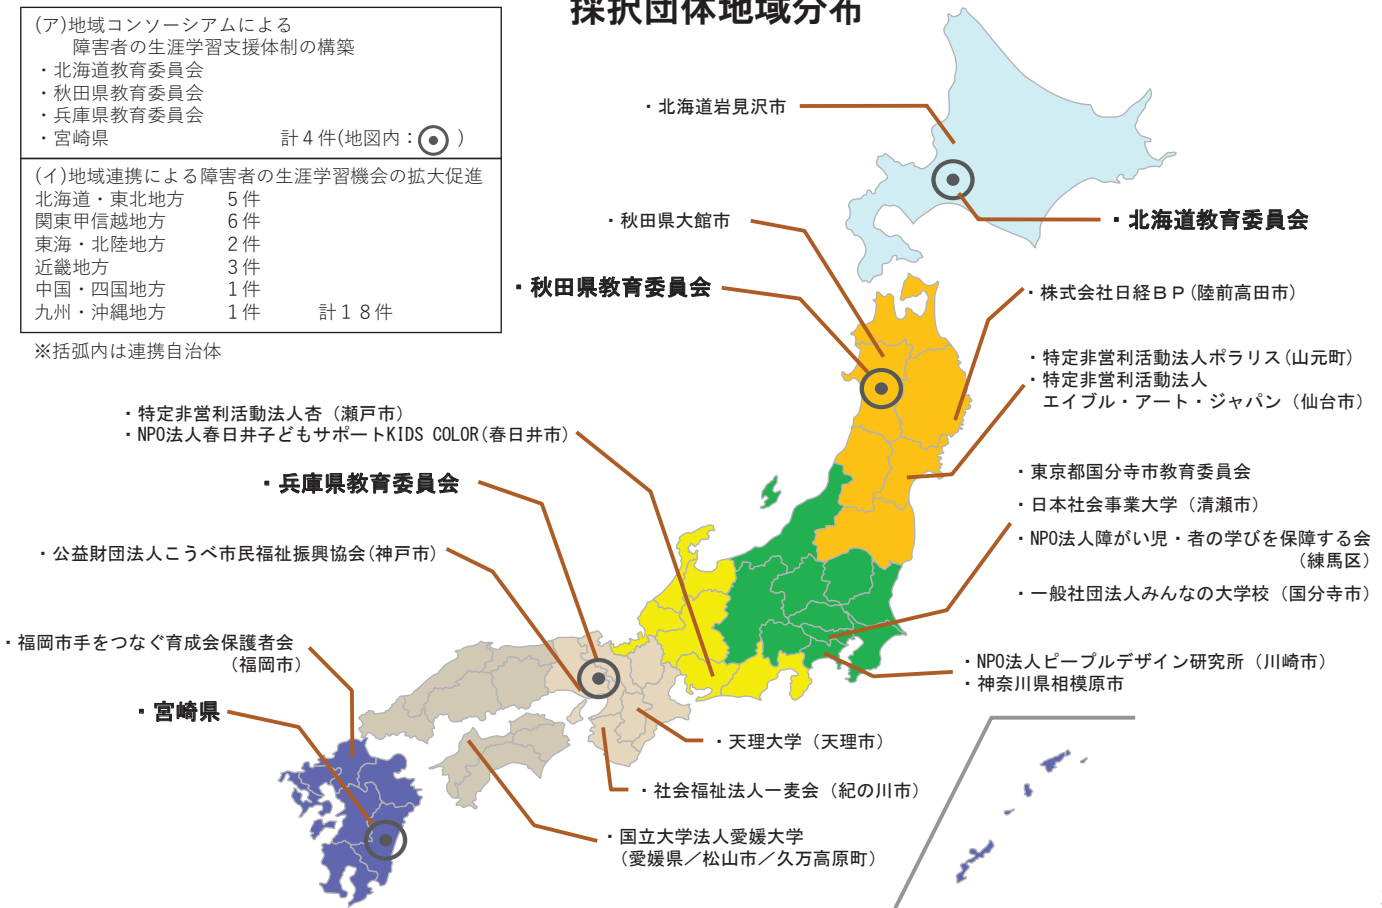 採択団体地域分布
(ア)地域コンソーシアムによる
障害者の生涯学習支援体制の構築
・北海道教育委員会
・秋田県教育委員会
・兵庫県教育委員会
・宮崎県 計４件(地図内： )
(イ)地域連携による障害者の生涯学習機会の拡大促進
北海道・東北地方 ５件
関東甲信越地方 ６件
東海・北陸地方 ２件
近畿地方 ３件
中国・四国地方 １件
九州・沖縄地方 １件 計１８件
※括弧内は連携自治体
・北海道岩見沢市
・北海道教育委員会
・秋田県大館市
・秋田県教育委員会
・株式会社日経ＢＰ(陸前高田市)
・特定非営利活動法人ポラリス(山元町)
・特定非営利活動法人
エイブル・アート・ジャパン（仙台市）
・特定非営利活動法人杏（瀬戸市）
・NPO法人春日井子どもサポートKIDS COLOR(春日井市)
・兵庫県教育委員会
・東京都国分寺市教育委員会
・日本社会事業大学（清瀬市）
・NPO法人障がい児・者の学びを保障する会
（練馬区）
・一般社団法人みんなの大学校（国分寺市）
・公益財団法人こうべ市民福祉振興協会(神戸市)
・福岡市手をつなぐ育成会保護者会
（福岡市）
・NPO法人ピープルデザイン研究所（川崎市）
・神奈川県相模原市
・宮崎県
・天理大学（天理市）
・社会福祉法人一麦会（紀の川市）
・国立大学法人愛媛大学
（愛媛県／松山市／久万高原町）